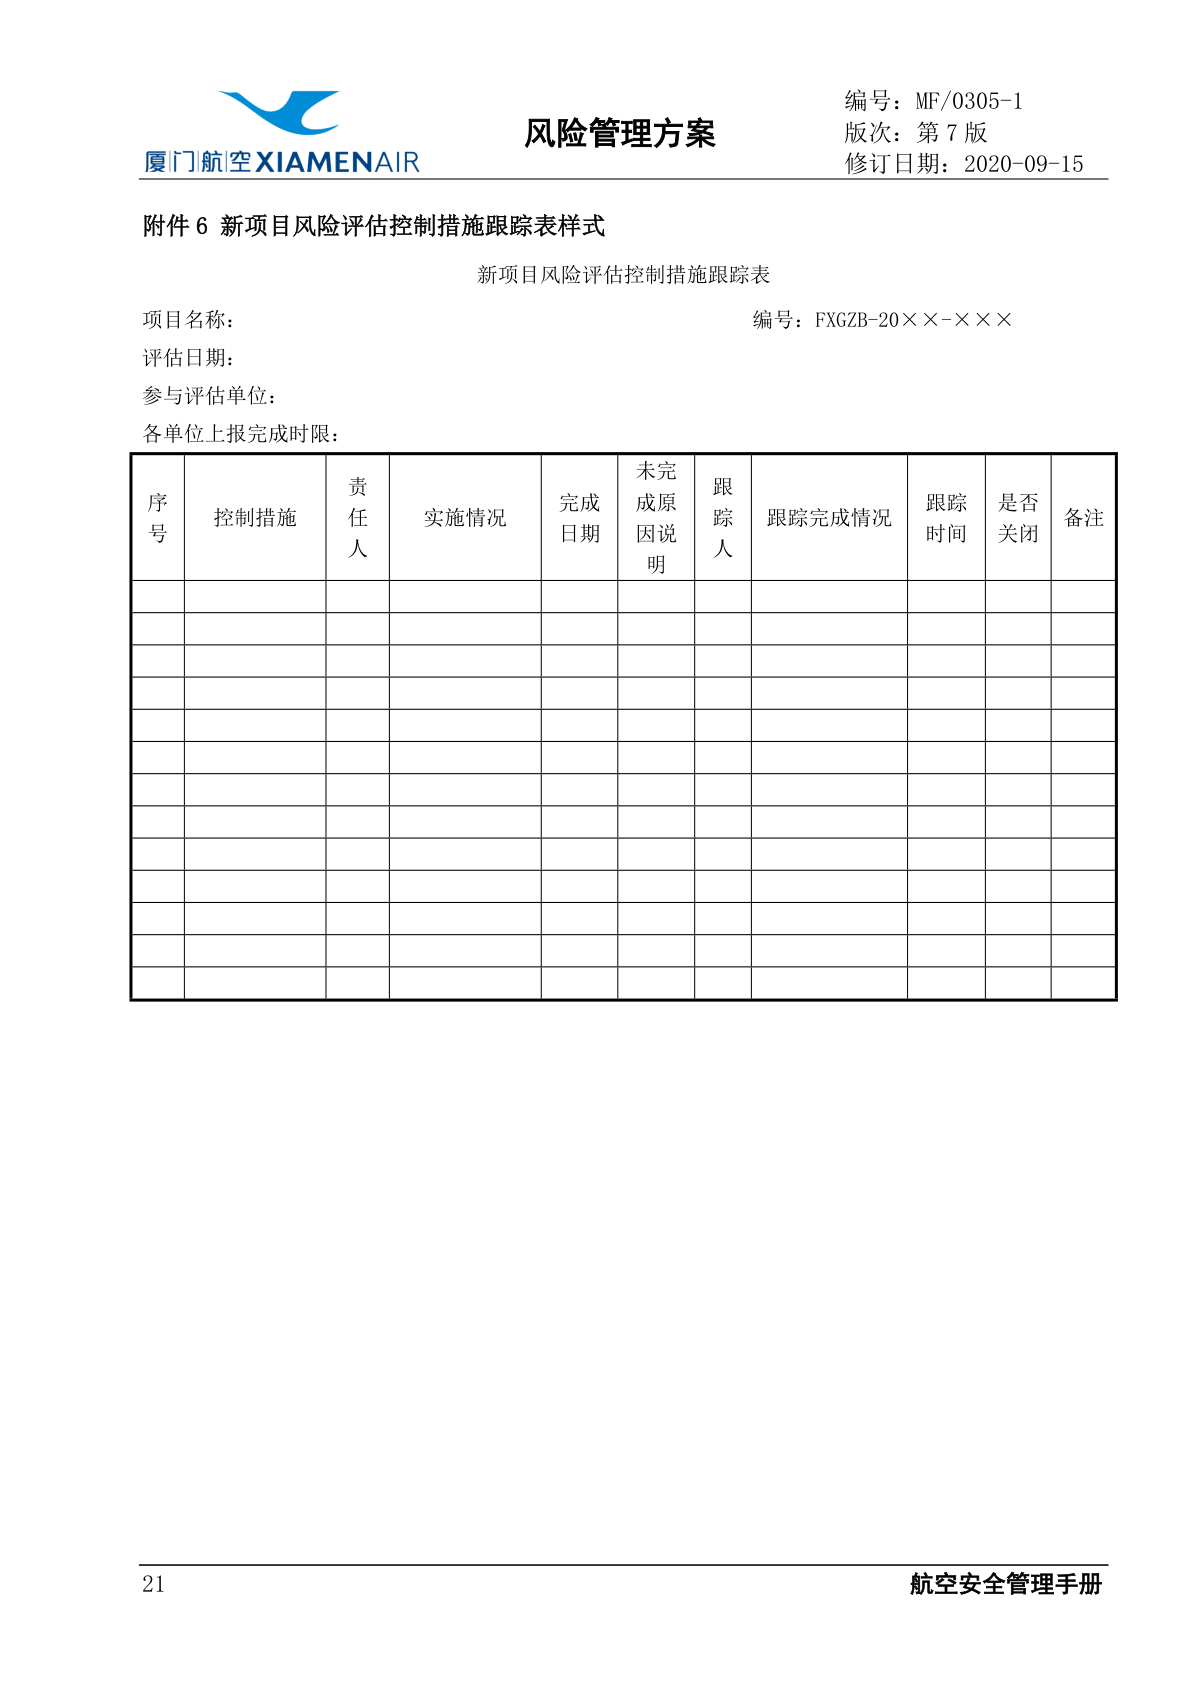 厦门航空 XIAMENAIR
风险管理方案
编号：MF/0305-1
版次：第 7 版
修订日期：2020-09-15
附件 6 新项目风险评估控制措施跟踪表样式
新项目风险评估控制措施跟踪表
项目名称：
编号：FXGZB-20××-×××
评估日期：
参与评估单位：
各单位上报完成时限：
序
号
控制措施
责
任
人
实施情况
完成
日期
未完
成原
因说
明
跟
踪
人
跟踪完成情况
跟踪
时间
是否
关闭
备注
21
航空安全管理手册